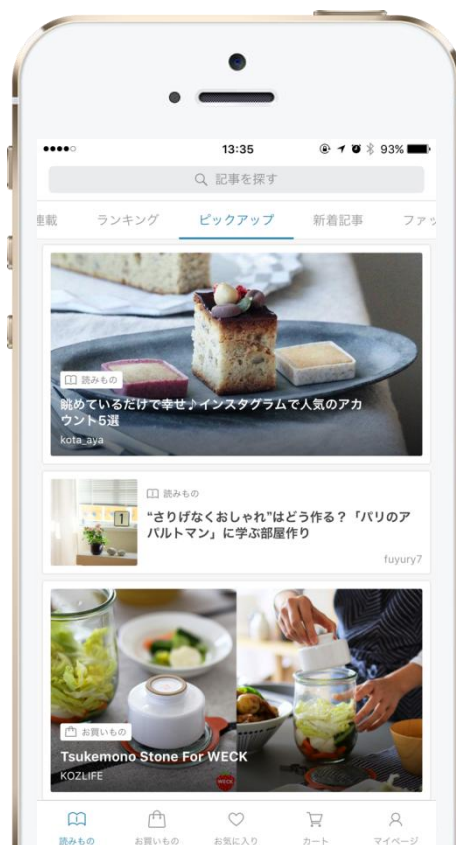 13:35 93%
記事を探す
連載 ランキング ピックアップ 新着記事 ファッ
読みもの
眺めているだけで幸せ♪インスタグラムで人気のアカ
ウント5選
kota_aya
読みもの
1
“さりげなくおしゃれ”はどう作る？「パリのア
パルトマン」に学ぶ部屋作り
fuyury7
お買いもの
Tsukemono Stone For WECK
KOZLIFE
WECK
読みもの お買いもの お気に入り カート マイページ